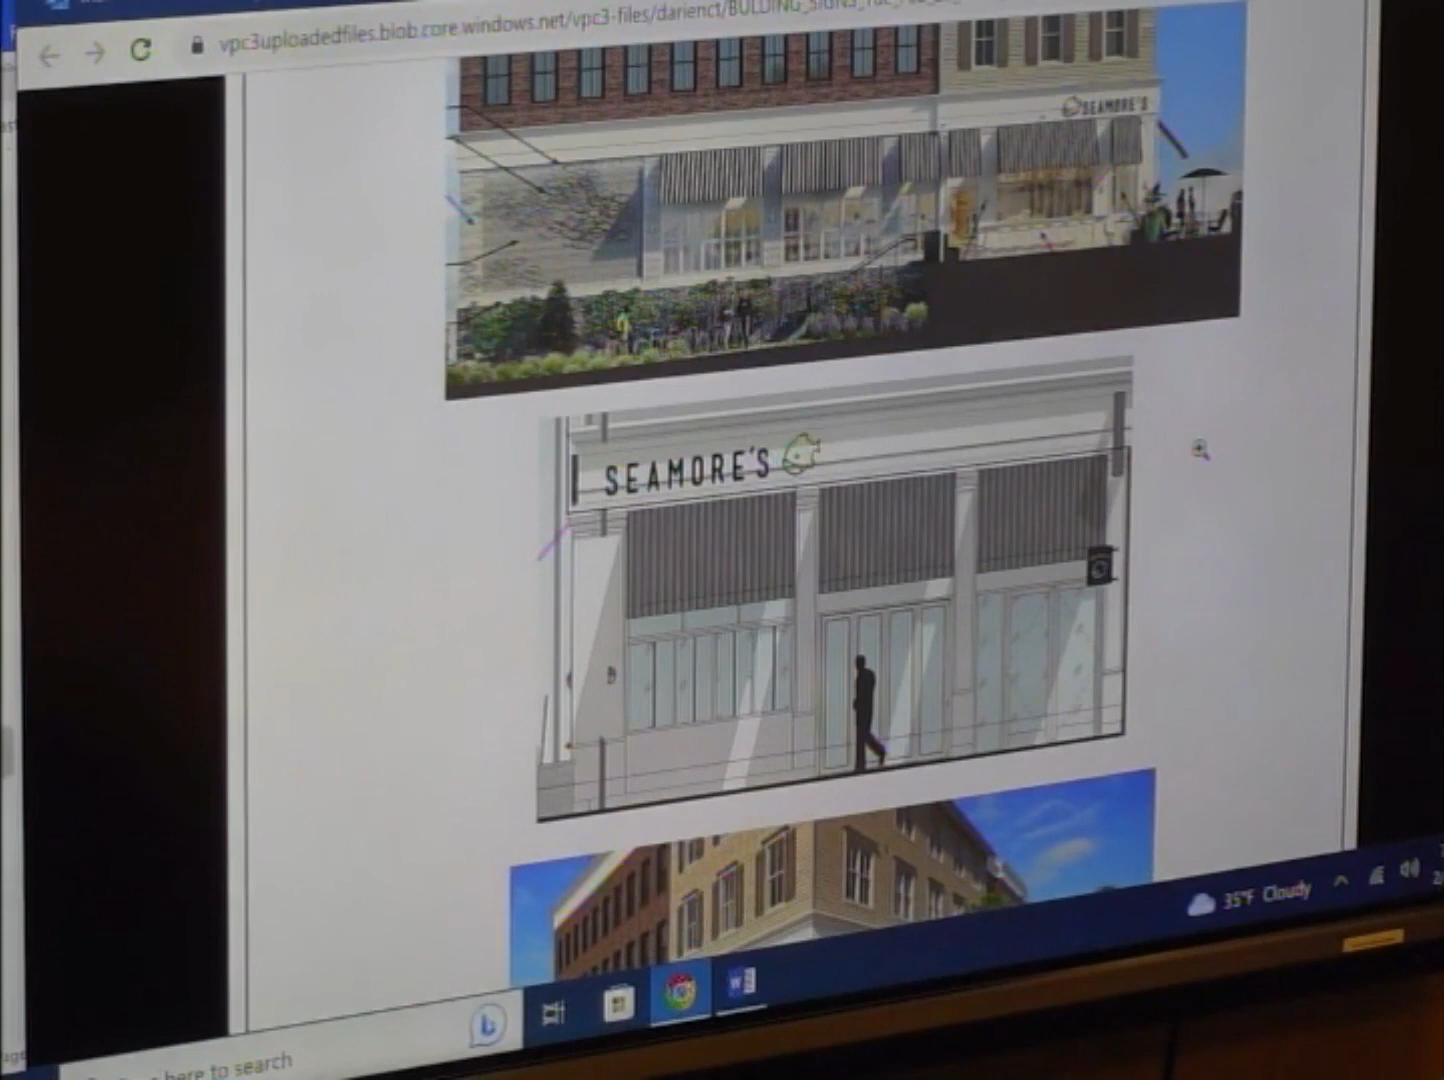 vpc3uploadedfiles.blob.core.windows.net/vpc3-files/darienct/BUILDING_SIGNS
SEAMORE'S
SEAMORE'S
35°F Cloudy
here to search